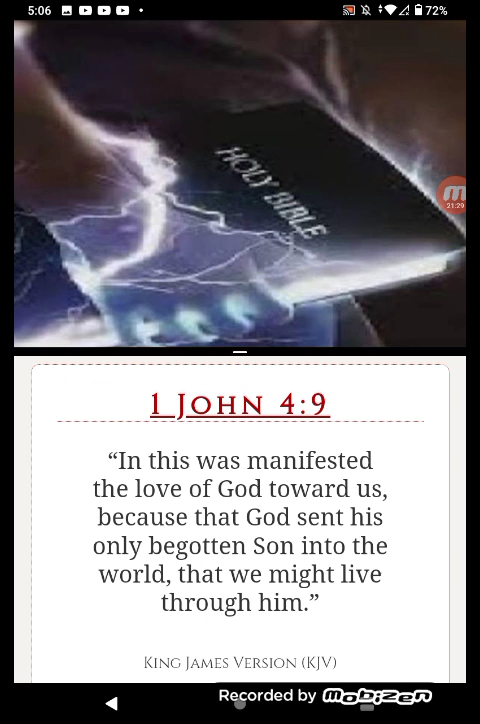 5:06
72%
HOLY BIBLE
21:29
1 John 4:9
“In this was manifested
the love of God toward us,
because that God sent his
only begotten Son into the
world, that we might live
through him.”
King James Version (KJV)
Recorded by Mobizen